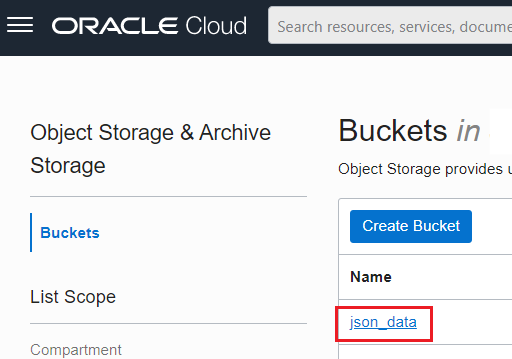 ORACLE Cloud
Search resources, services, docume
Object Storage & Archive
Storage
Buckets
List Scope
Compartment
Buckets in
Object Storage provides u
Create Bucket
Name
json_data